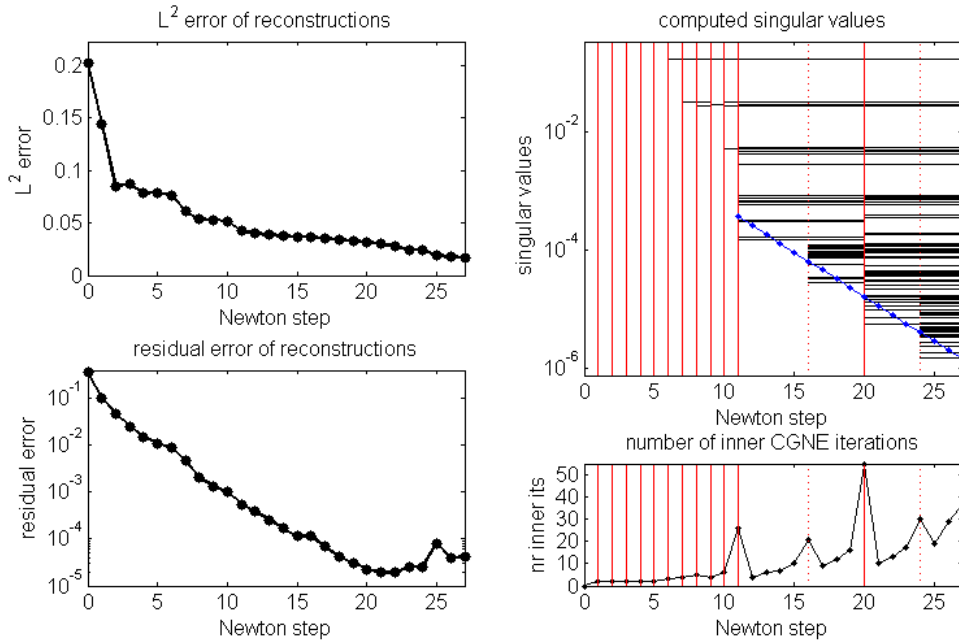 L² error of reconstructions
0.2
0.15
0.1
0.05
0
L² error
0 5 10 15 20 25
Newton step
residual error of reconstructions
10⁻¹
10⁻²
10⁻³
10⁻⁴
10⁻⁵
residual error
0 5 10 15 20 25
Newton step
computed singular values
10⁻²
10⁻⁴
10⁻⁶
singular values
0 5 10 15 20 25
Newton step
number of inner CGNE iterations
50
40
30
20
10
0
nr inner its
0 5 10 15 20 25
Newton step